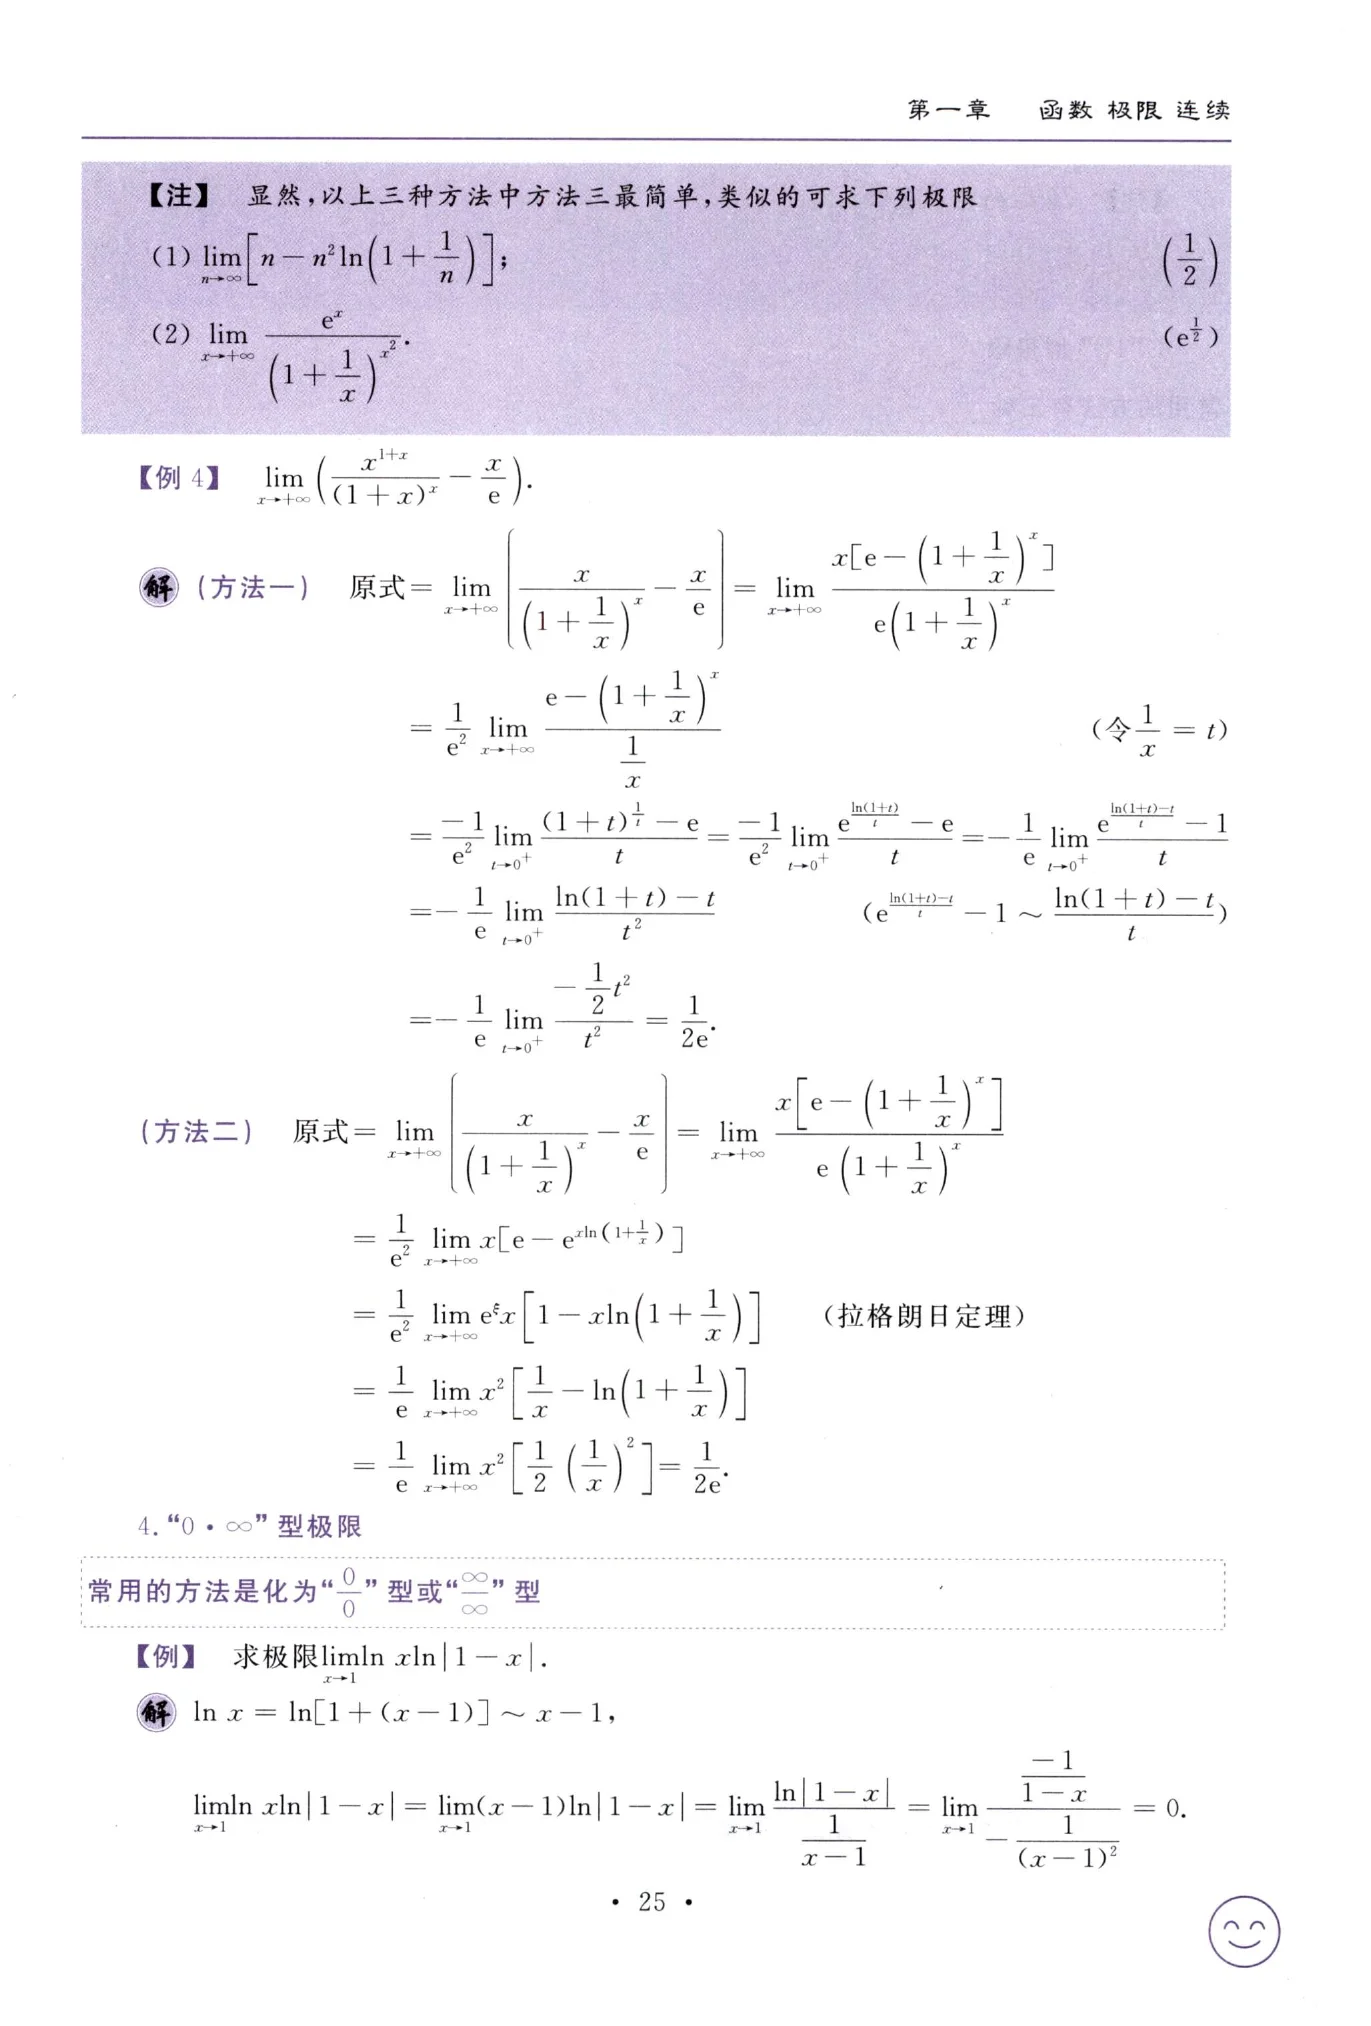 第一章 函数 极限 连续
【注】 显然,以上三种方法中方法三最简单,类似的可求下列极限
(1) $\lim\limits_{n\to\infty}\left[n-n^2\ln\left(1+\frac{1}{n}\right)\right]$; $\left(\frac{1}{2}\right)$
(2) $\lim\limits_{x\to+\infty}\frac{e^x}{\left(1+\frac{1}{x}\right)^{x^2}}$. $(e^{\frac{1}{2}})$
【例 4】 $\lim\limits_{x\to+\infty}\left(\frac{x^{1+x}}{(1+x)^x}-\frac{x}{e}\right)$.
解 (方法一) 原式$=\lim\limits_{x\to+\infty}\left(\frac{x}{\left(1+\frac{1}{x}\right)^x}-\frac{x}{e}\right)=\lim\limits_{x\to+\infty}\frac{x[e-\left(1+\frac{1}{x}\right)^x]}{e\left(1+\frac{1}{x}\right)^x}$
$=\frac{1}{e^2}\lim\limits_{x\to+\infty}\frac{e-\left(1+\frac{1}{x}\right)^x}{\frac{1}{x}}$ (令$\frac{1}{x}=t$)
$=\frac{-1}{e^2}\lim\limits_{t\to0^+}\frac{(1+t)^{\frac{1}{t}}-e}{t}=\frac{-1}{e^2}\lim\limits_{t\to0^+}\frac{e^{\frac{\ln(1+t)}{t}}-e}{t}=-\frac{1}{e}\lim\limits_{t\to0^+}\frac{e^{\frac{\ln(1+t)-t}{t}}-1}{t}$
$=-\frac{1}{e}\lim\limits_{t\to0^+}\frac{\ln(1+t)-t}{t^2}$ $(e^{\frac{\ln(1+t)-t}{t}}-1\sim\frac{\ln(1+t)-t}{t})$
$=-\frac{1}{e}\lim\limits_{t\to0^+}\frac{-\frac{1}{2}t^2}{t^2}=\frac{1}{2e}$.
(方法二) 原式$=\lim\limits_{x\to+\infty}\left(\frac{x}{\left(1+\frac{1}{x}\right)^x}-\frac{x}{e}\right)=\lim\limits_{x\to+\infty}\frac{x\left[e-\left(1+\frac{1}{x}\right)^x\right]}{e\left(1+\frac{1}{x}\right)^x}$
$=\frac{1}{e^2}\lim\limits_{x\to+\infty}x[e-e^{x\ln(1+\frac{1}{x})}]$
$=\frac{1}{e^2}\lim\limits_{x\to+\infty}e^{\xi}x\left[1-x\ln\left(1+\frac{1}{x}\right)\right]$ (拉格朗日定理)
$=\frac{1}{e}\lim\limits_{x\to+\infty}x^2\left[\frac{1}{x}-\ln\left(1+\frac{1}{x}\right)\right]$
$=\frac{1}{e}\lim\limits_{x\to+\infty}x^2\left[\frac{1}{2}\left(\frac{1}{x}\right)^2\right]=\frac{1}{2e}$.
4.“0·∞”型极限
常用的方法是化为“$\frac{0}{0}$”型或“$\frac{\infty}{\infty}$”型
【例】 求极限$\lim\limits_{x\to1}\ln x\ln|1-x|$.
解 $\ln x=\ln[1+(x-1)]\sim x-1$,
$\lim\limits_{x\to1}\ln x\ln|1-x|=\lim\limits_{x\to1}(x-1)\ln|1-x|=\lim\limits_{x\to1}\frac{\ln|1-x|}{\frac{1}{x-1}}=\lim\limits_{x\to1}\frac{\frac{-1}{1-x}}{-\frac{1}{(x-1)^2}}=0$.
· 25 ·